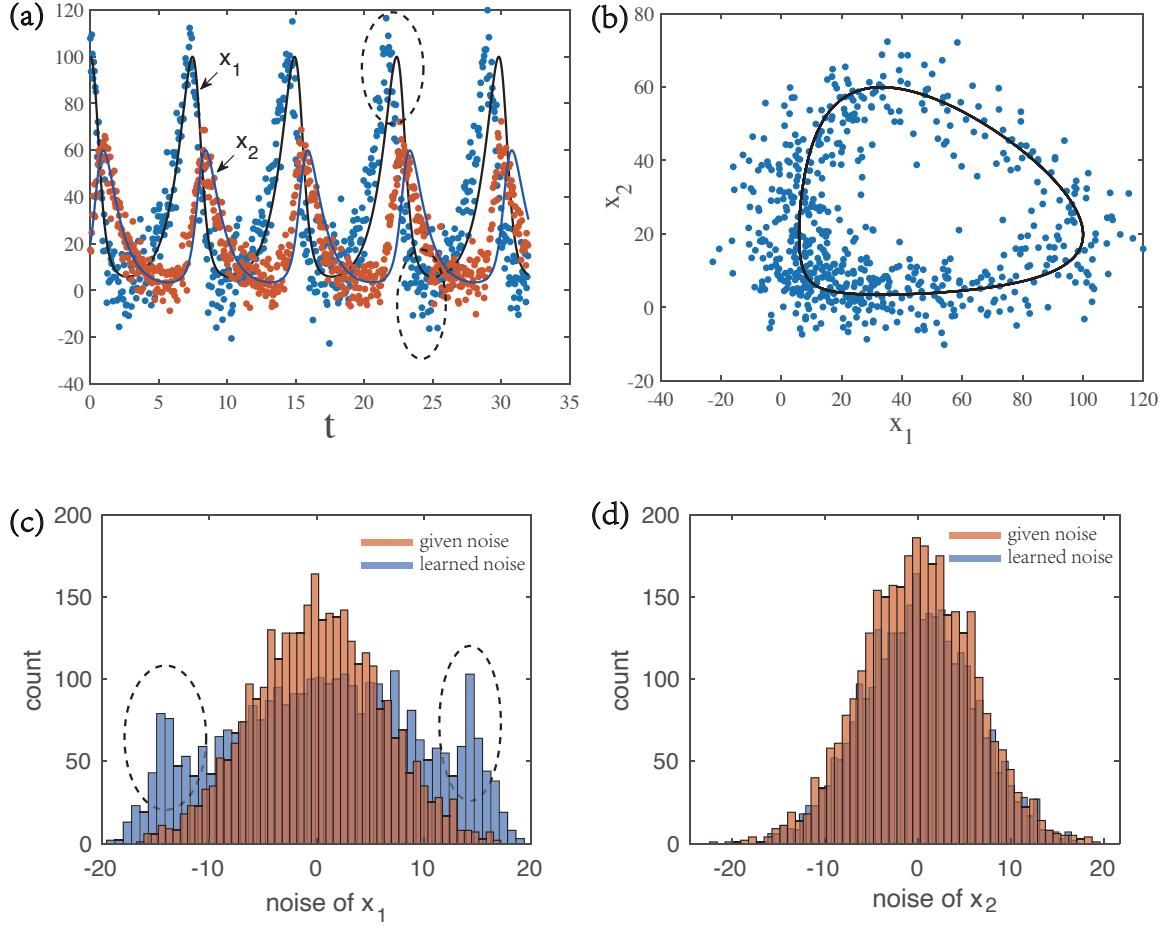 (a)
120
100
80
60
40
20
0
-20
-40
0 5 10 15 20 25 30 35
t
x1
x2
(b)
80
60
40
20
0
-20
-40 -20 0 20 40 60 80 100 120
x2
x1
(c)
200
150
100
50
0
-20 -10 0 10 20
count
noise of x1
given noise
learned noise
(d)
200
150
100
50
0
-20 -10 0 10 20
count
noise of x2
given noise
learned noise